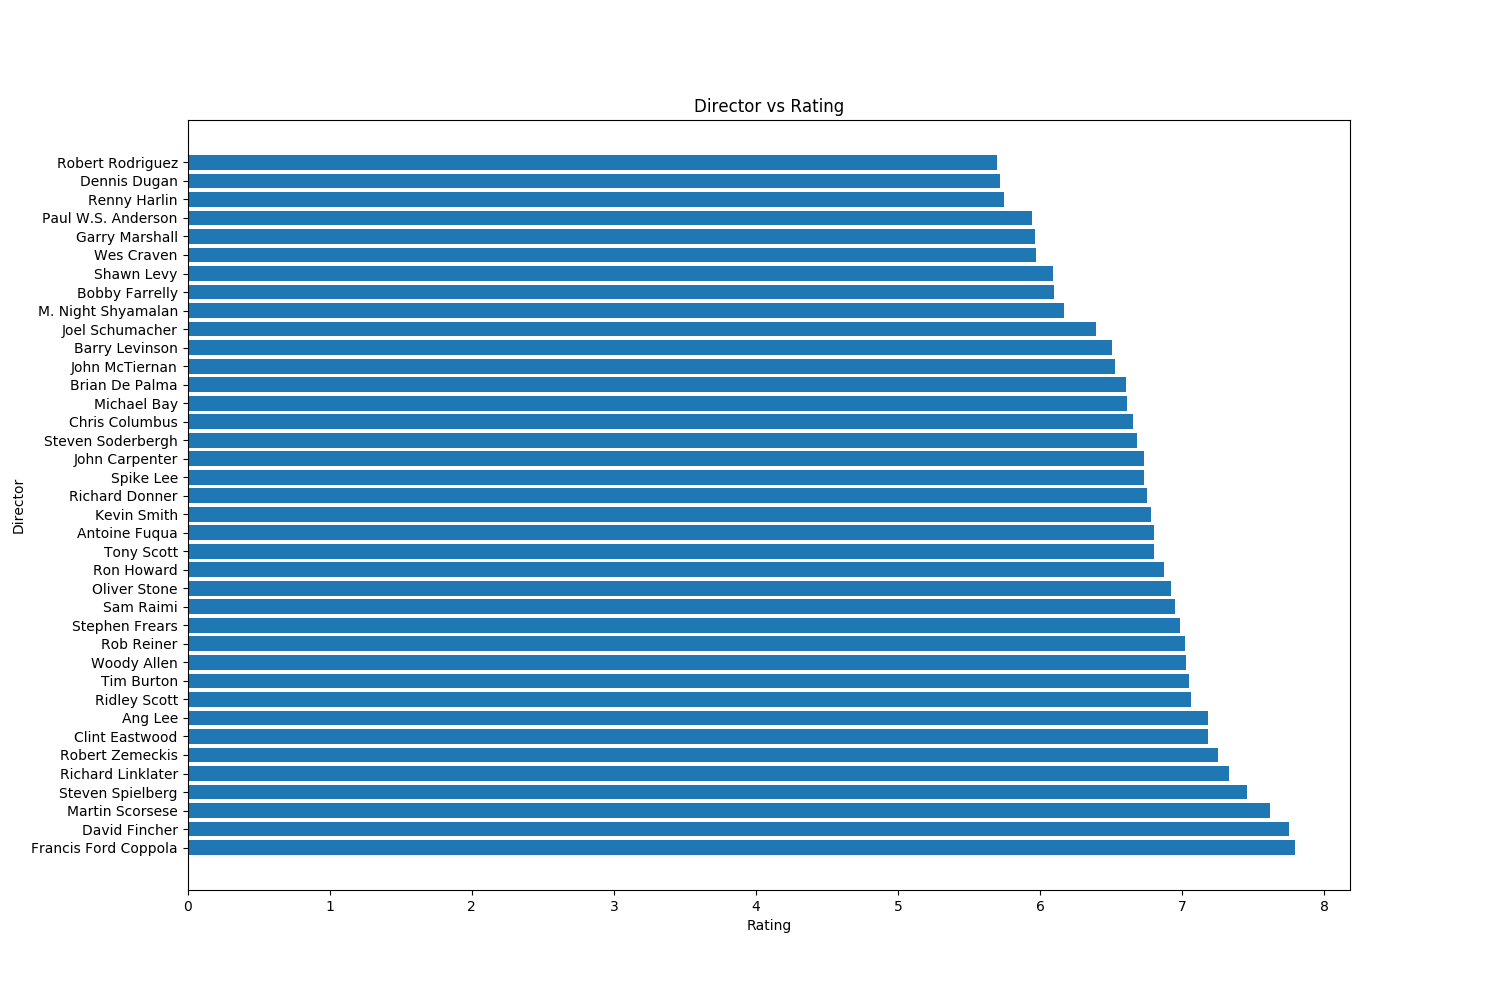 Director vs Rating
Robert Rodriguez
Dennis Dugan
Renny Harlin
Paul W.S. Anderson
Garry Marshall
Wes Craven
Shawn Levy
Bobby Farrelly
M. Night Shyamalan
Joel Schumacher
Barry Levinson
John McTiernan
Brian De Palma
Michael Bay
Chris Columbus
Steven Soderbergh
John Carpenter
Spike Lee
Richard Donner
Kevin Smith
Antoine Fuqua
Tony Scott
Ron Howard
Oliver Stone
Sam Raimi
Stephen Frears
Rob Reiner
Woody Allen
Tim Burton
Ridley Scott
Ang Lee
Clint Eastwood
Robert Zemeckis
Richard Linklater
Steven Spielberg
Martin Scorsese
David Fincher
Francis Ford Coppola
Director
0 1 2 3 4 5 6 7 8
Rating